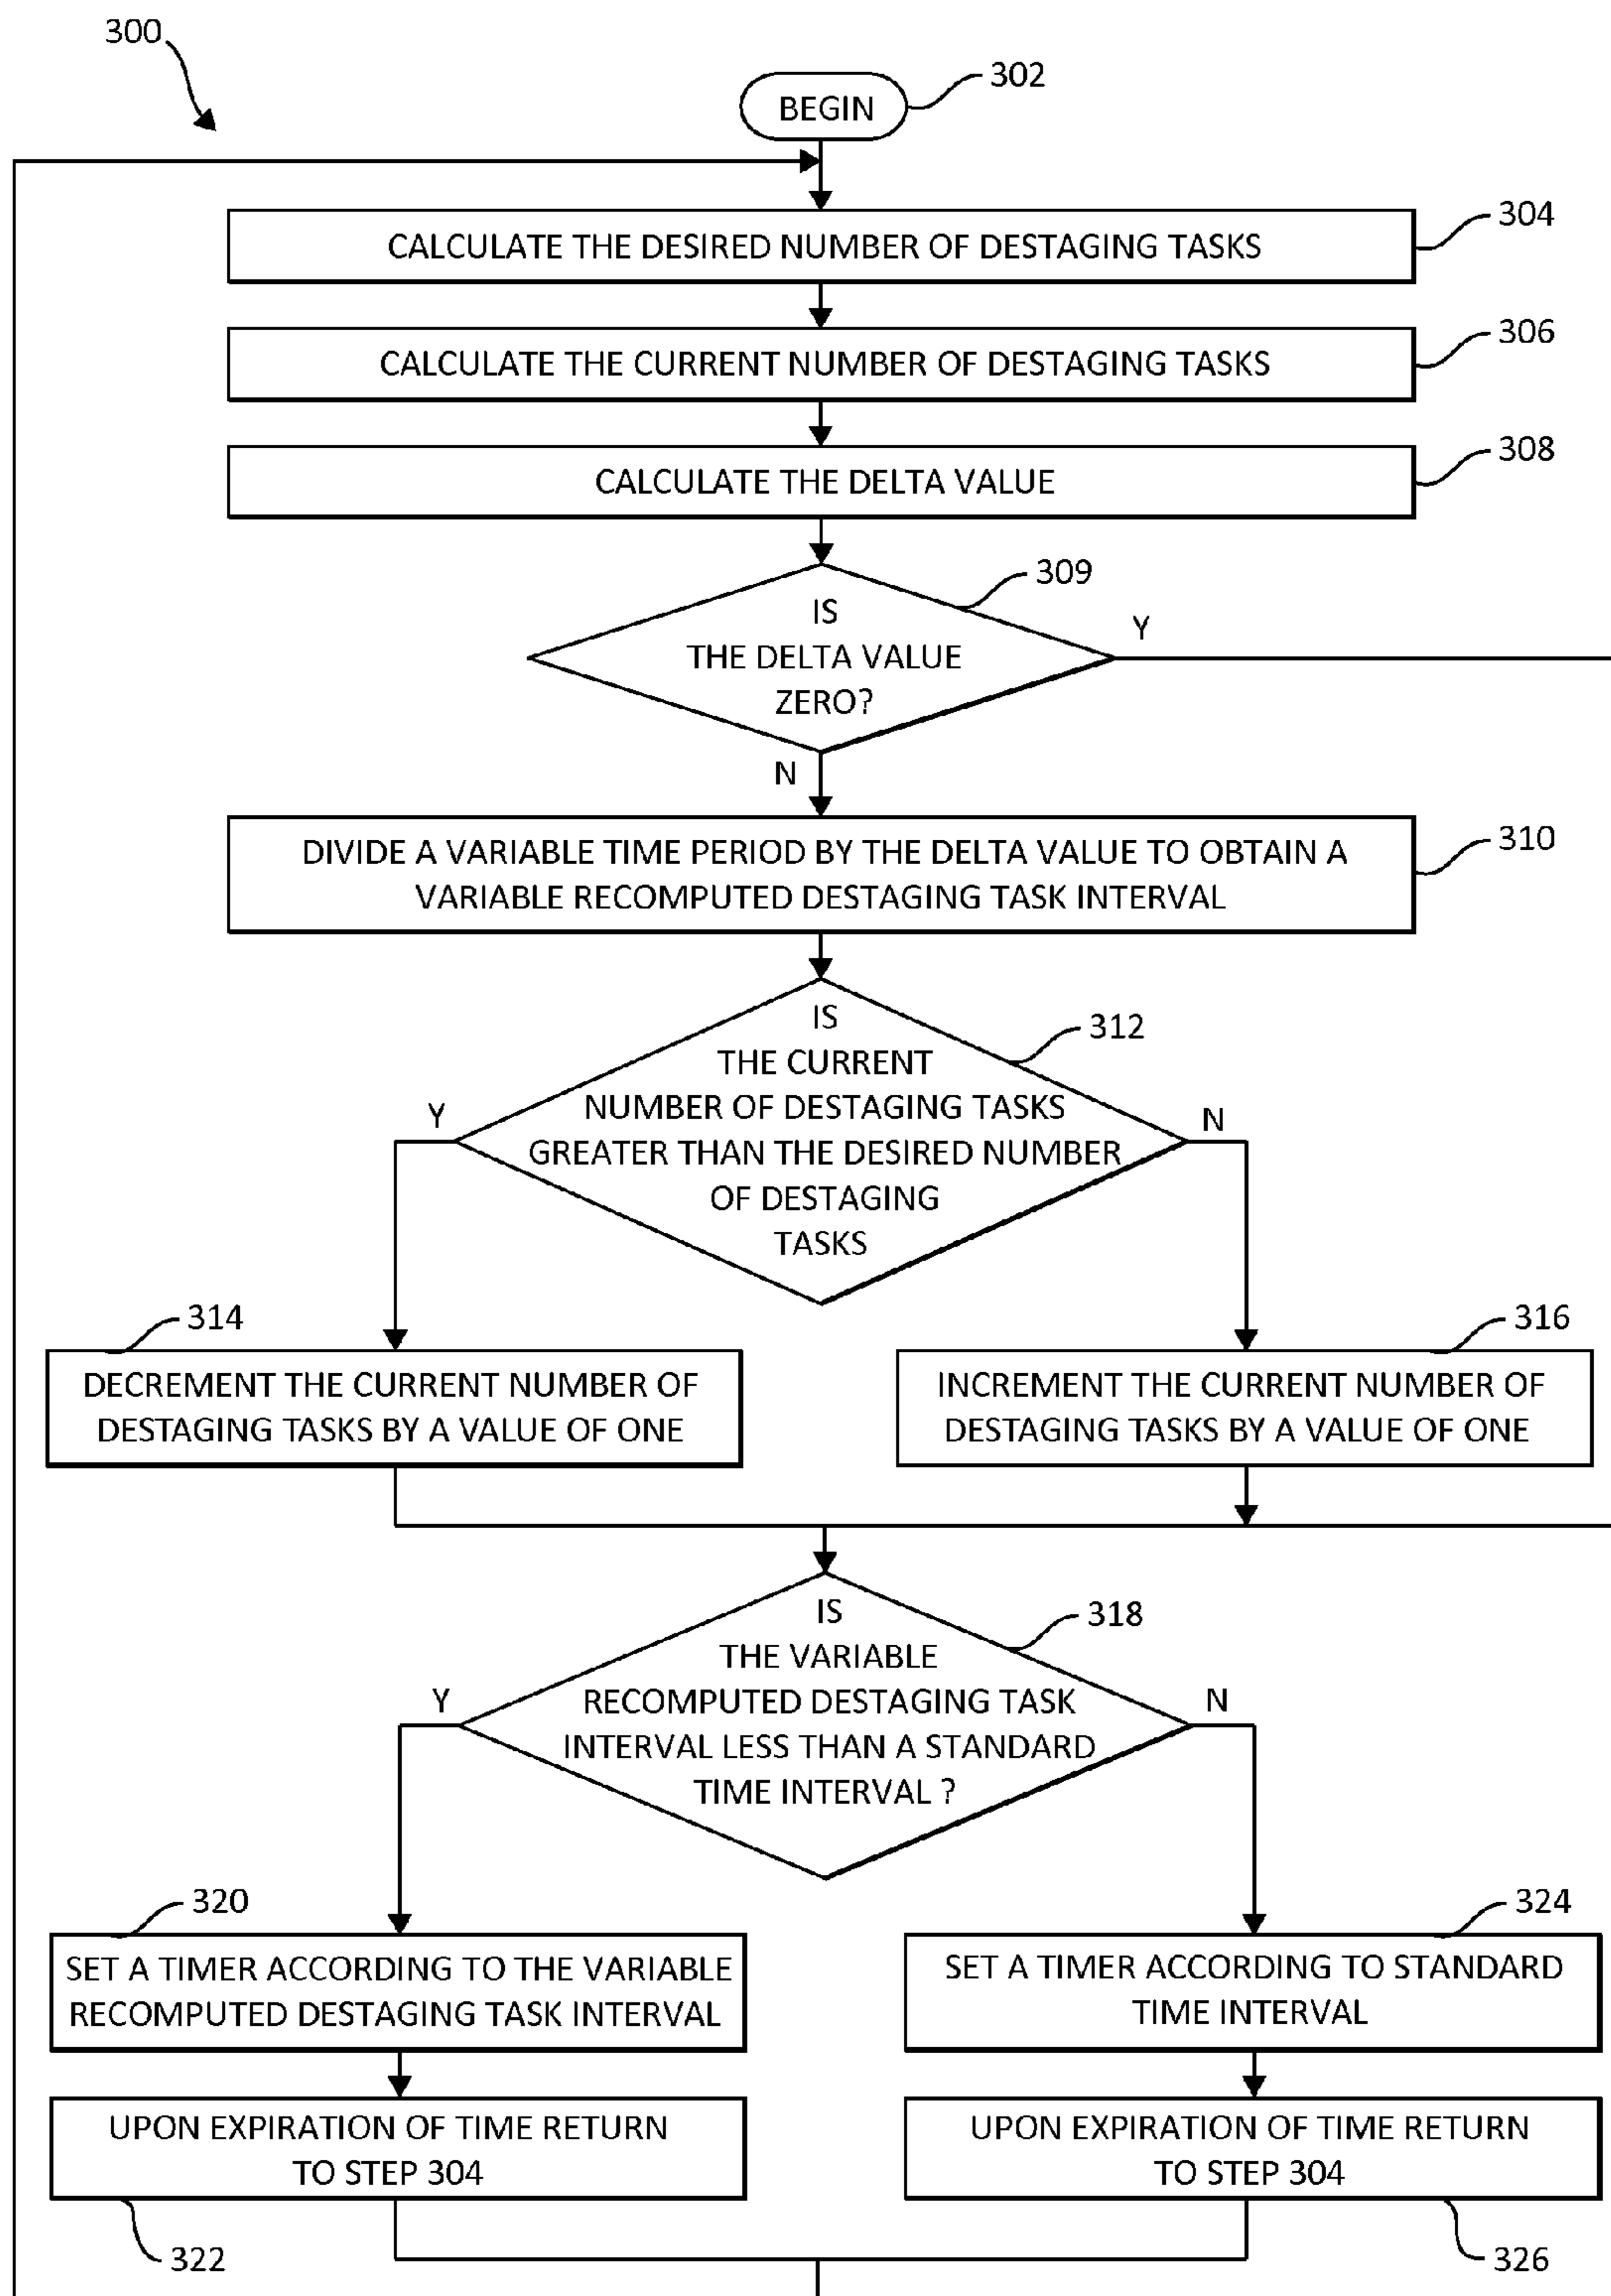 300
BEGIN
302
CALCULATE THE DESIRED NUMBER OF DESTAGING TASKS
304
CALCULATE THE CURRENT NUMBER OF DESTAGING TASKS
306
CALCULATE THE DELTA VALUE
308
309
IS
THE DELTA VALUE
ZERO?
Y
N
DIVIDE A VARIABLE TIME PERIOD BY THE DELTA VALUE TO OBTAIN A
VARIABLE RECOMPUTED DESTAGING TASK INTERVAL
310
IS
THE CURRENT
NUMBER OF DESTAGING TASKS
GREATER THAN THE DESIRED NUMBER
OF DESTAGING
TASKS
312
Y
N
314
DECREMENT THE CURRENT NUMBER OF
DESTAGING TASKS BY A VALUE OF ONE
316
INCREMENT THE CURRENT NUMBER OF
DESTAGING TASKS BY A VALUE OF ONE
IS
THE VARIABLE
RECOMPUTED DESTAGING TASK
INTERVAL LESS THAN A STANDARD
TIME INTERVAL ?
318
Y
N
320
SET A TIMER ACCORDING TO THE VARIABLE
RECOMPUTED DESTAGING TASK INTERVAL
324
SET A TIMER ACCORDING TO STANDARD
TIME INTERVAL
UPON EXPIRATION OF TIME RETURN
TO STEP 304
322
UPON EXPIRATION OF TIME RETURN
TO STEP 304
326